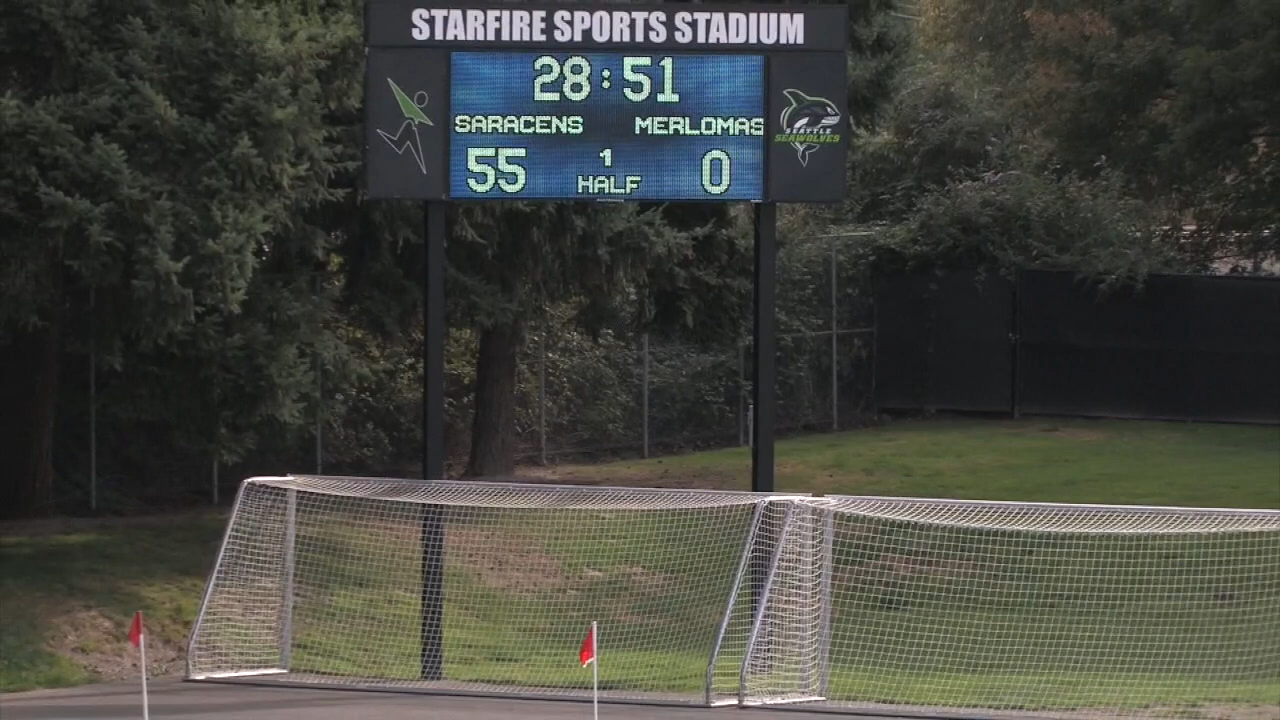 STARFIRE SPORTS STADIUM
28:51
SARACENS MERLOMAS
55 1 0
HALF
SEATTLE
SEAWOLVES